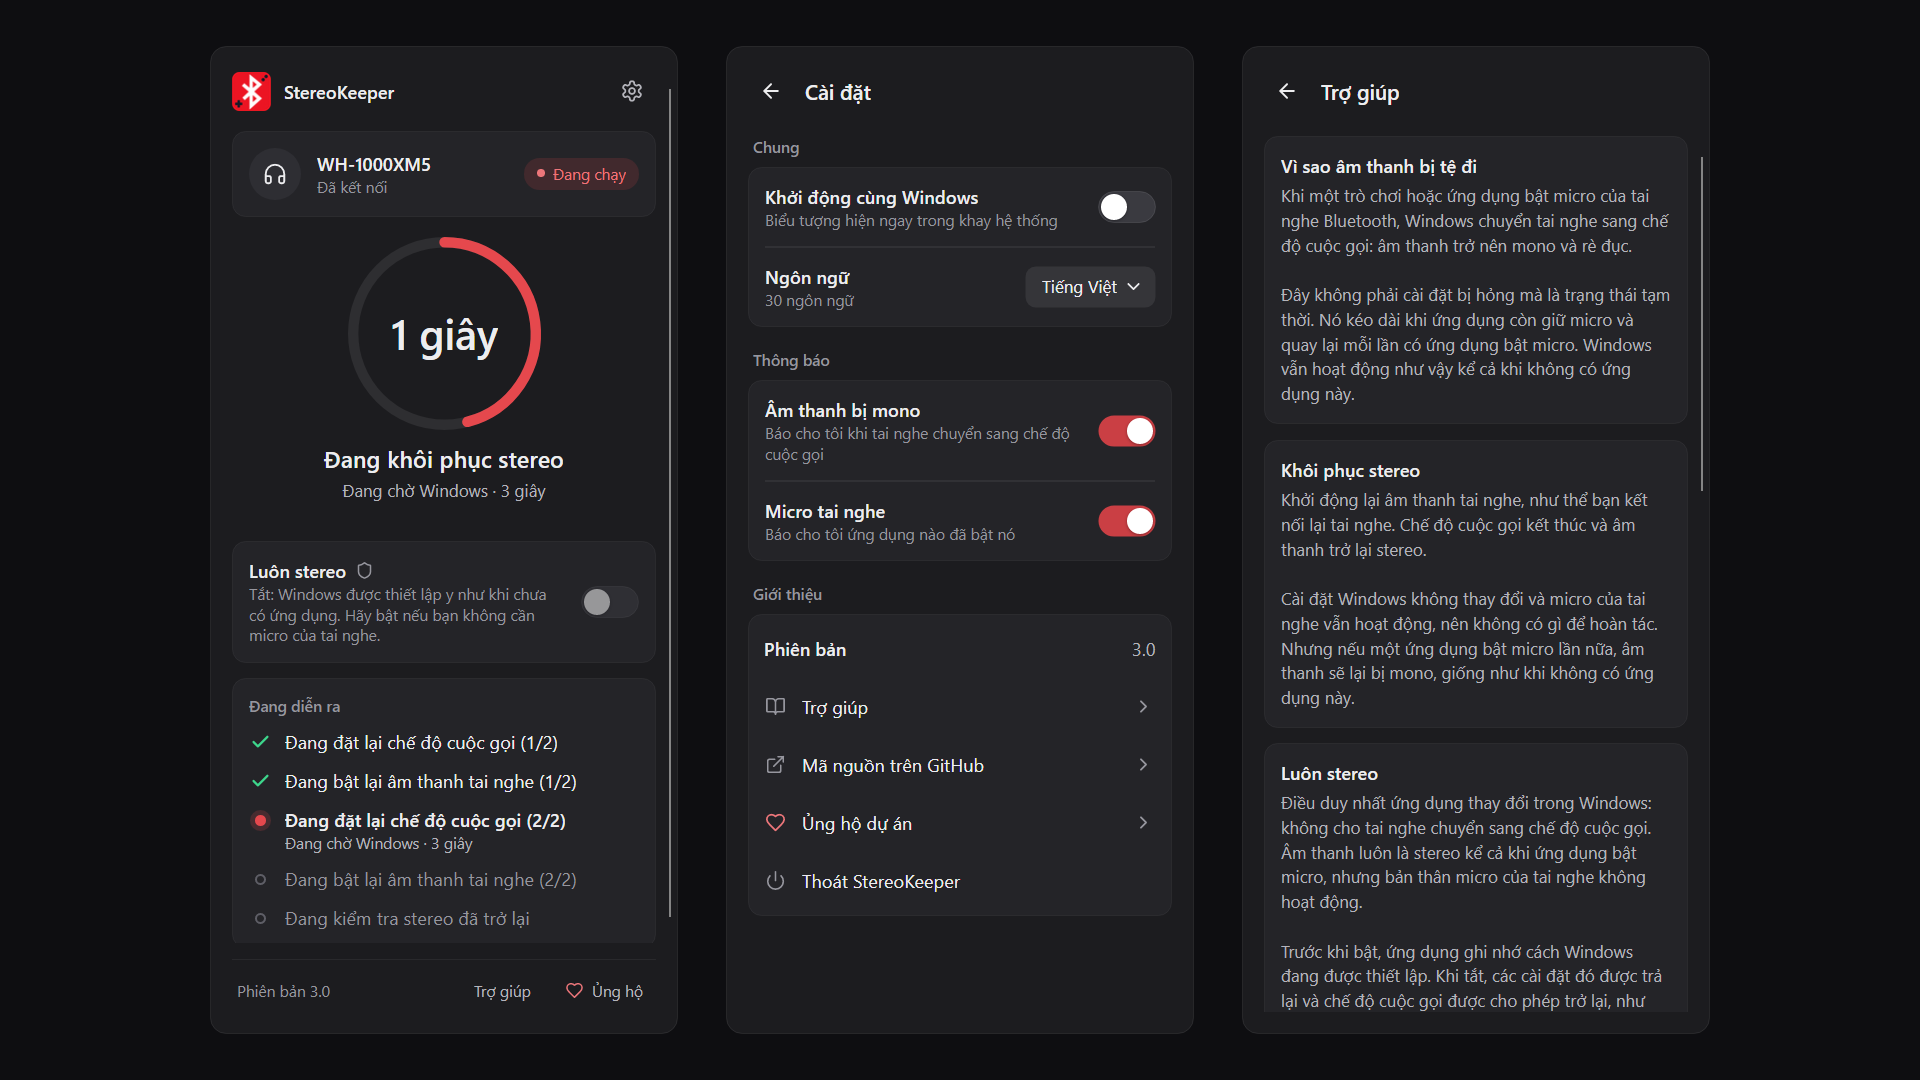 StereoKeeper
WH-1000XM5
Đã kết nối
Đang chạy
1 giây
Đang khôi phục stereo
Đang chờ Windows · 3 giây
Luôn stereo
Tắt: Windows được thiết lập y như khi chưa
có ứng dụng. Hãy bật nếu bạn không cần
micro của tai nghe.
Đang diễn ra
Đang đặt lại chế độ cuộc gọi (1/2)
Đang bật lại âm thanh tai nghe (1/2)
Đang đặt lại chế độ cuộc gọi (2/2)
Đang chờ Windows · 3 giây
Đang bật lại âm thanh tai nghe (2/2)
Đang kiểm tra stereo đã trở lại
Phiên bản 3.0
Trợ giúp
Ủng hộ
Cài đặt
Chung
Khởi động cùng Windows
Biểu tượng hiện ngay trong khay hệ thống
Ngôn ngữ
30 ngôn ngữ
Tiếng Việt
Thông báo
Âm thanh bị mono
Báo cho tôi khi tai nghe chuyển sang chế độ
cuộc gọi
Micro tai nghe
Báo cho tôi ứng dụng nào đã bật nó
Giới thiệu
Phiên bản
3.0
Trợ giúp
Mã nguồn trên GitHub
Ủng hộ dự án
Thoát StereoKeeper
Trợ giúp
Vì sao âm thanh bị tệ đi
Khi một trò chơi hoặc ứng dụng bật micro của tai
nghe Bluetooth, Windows chuyển tai nghe sang chế
độ cuộc gọi: âm thanh trở nên mono và rè đục.
Đây không phải cài đặt bị hỏng mà là trạng thái tạm
thời. Nó kéo dài khi ứng dụng còn giữ micro và
quay lại mỗi lần có ứng dụng bật micro. Windows
vẫn hoạt động như vậy kể cả khi không có ứng
dụng này.
Khôi phục stereo
Khởi động lại âm thanh tai nghe, như thể bạn kết
nối lại tai nghe. Chế độ cuộc gọi kết thúc và âm
thanh trở lại stereo.
Cài đặt Windows không thay đổi và micro của tai
nghe vẫn hoạt động, nên không có gì để hoàn tác.
Nhưng nếu một ứng dụng bật micro lần nữa, âm
thanh sẽ lại bị mono, giống như khi không có ứng
dụng này.
Luôn stereo
Điều duy nhất ứng dụng thay đổi trong Windows:
không cho tai nghe chuyển sang chế độ cuộc gọi.
Âm thanh luôn là stereo kể cả khi ứng dụng bật
micro, nhưng bản thân micro của tai nghe không
hoạt động.
Trước khi bật, ứng dụng ghi nhớ cách Windows
đang được thiết lập. Khi tắt, các cài đặt đó được trả
lại và chế độ cuộc gọi được cho phép trở lại, như